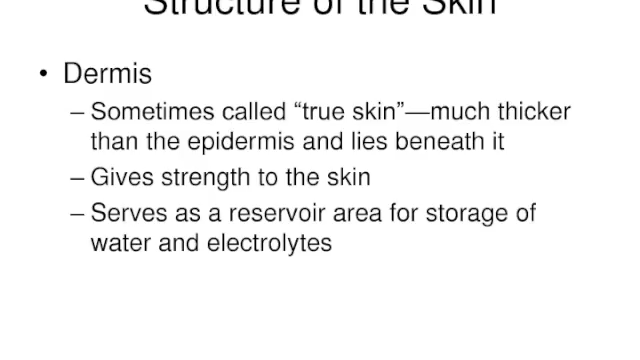 Structure of the Skin
• Dermis
– Sometimes called “true skin”—much thicker
than the epidermis and lies beneath it
– Gives strength to the skin
– Serves as a reservoir area for storage of
water and electrolytes